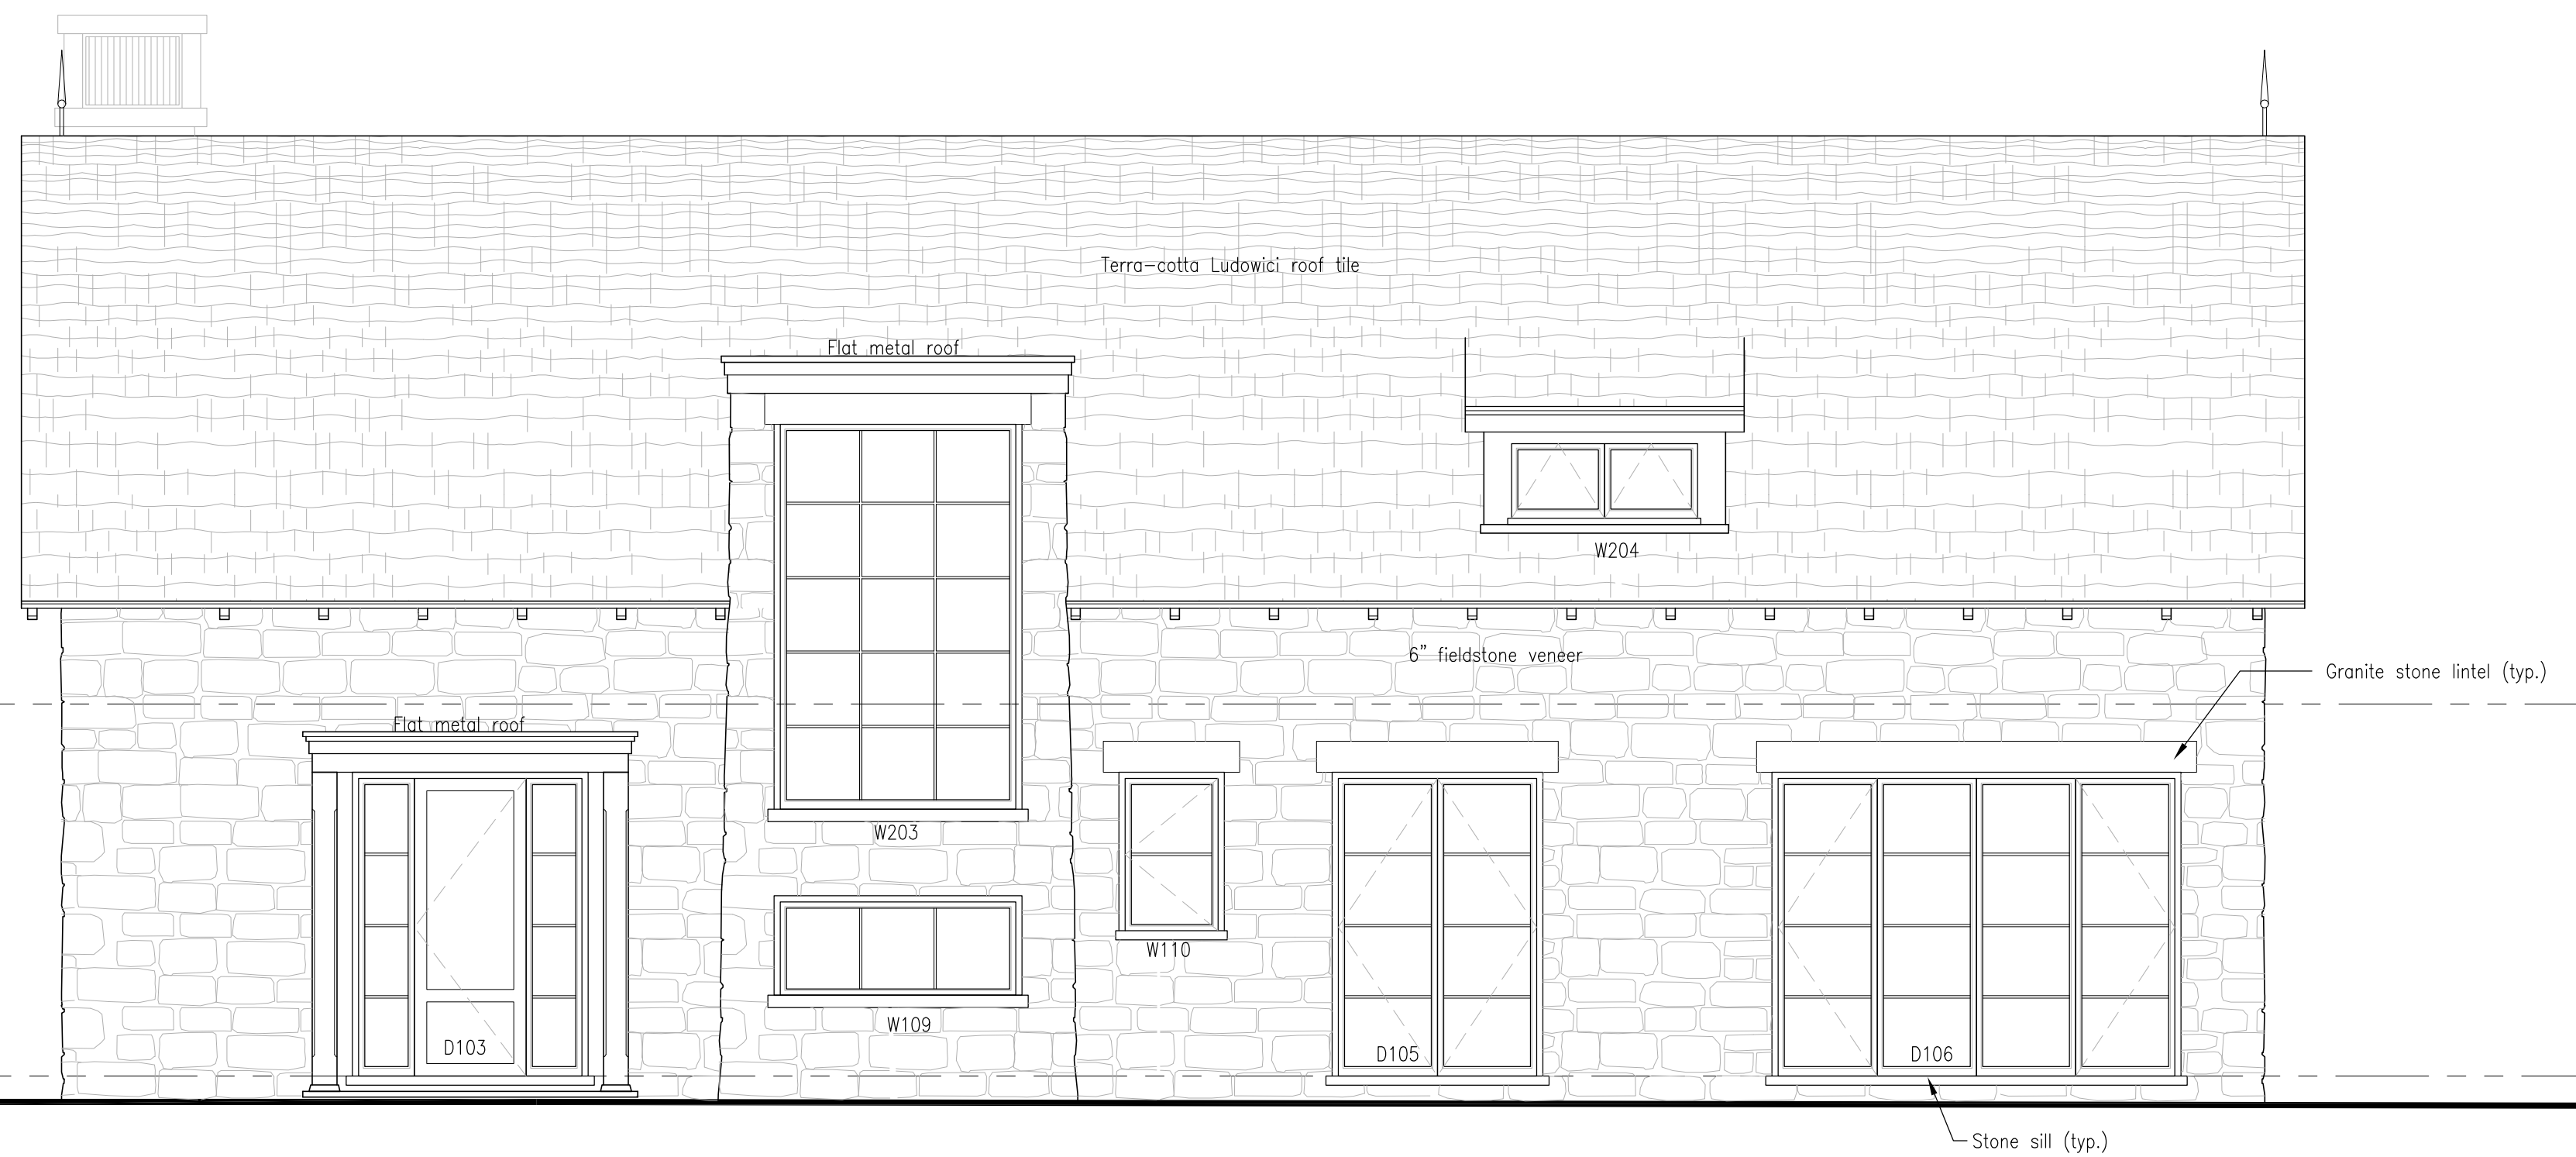 Terra-cotta Ludowici roof tile
Flat metal roof
W204
6" fieldstone veneer
Granite stone lintel (typ.)
Flat metal roof
W203
W110
W109
D103
D105
D106
Stone sill (typ.)